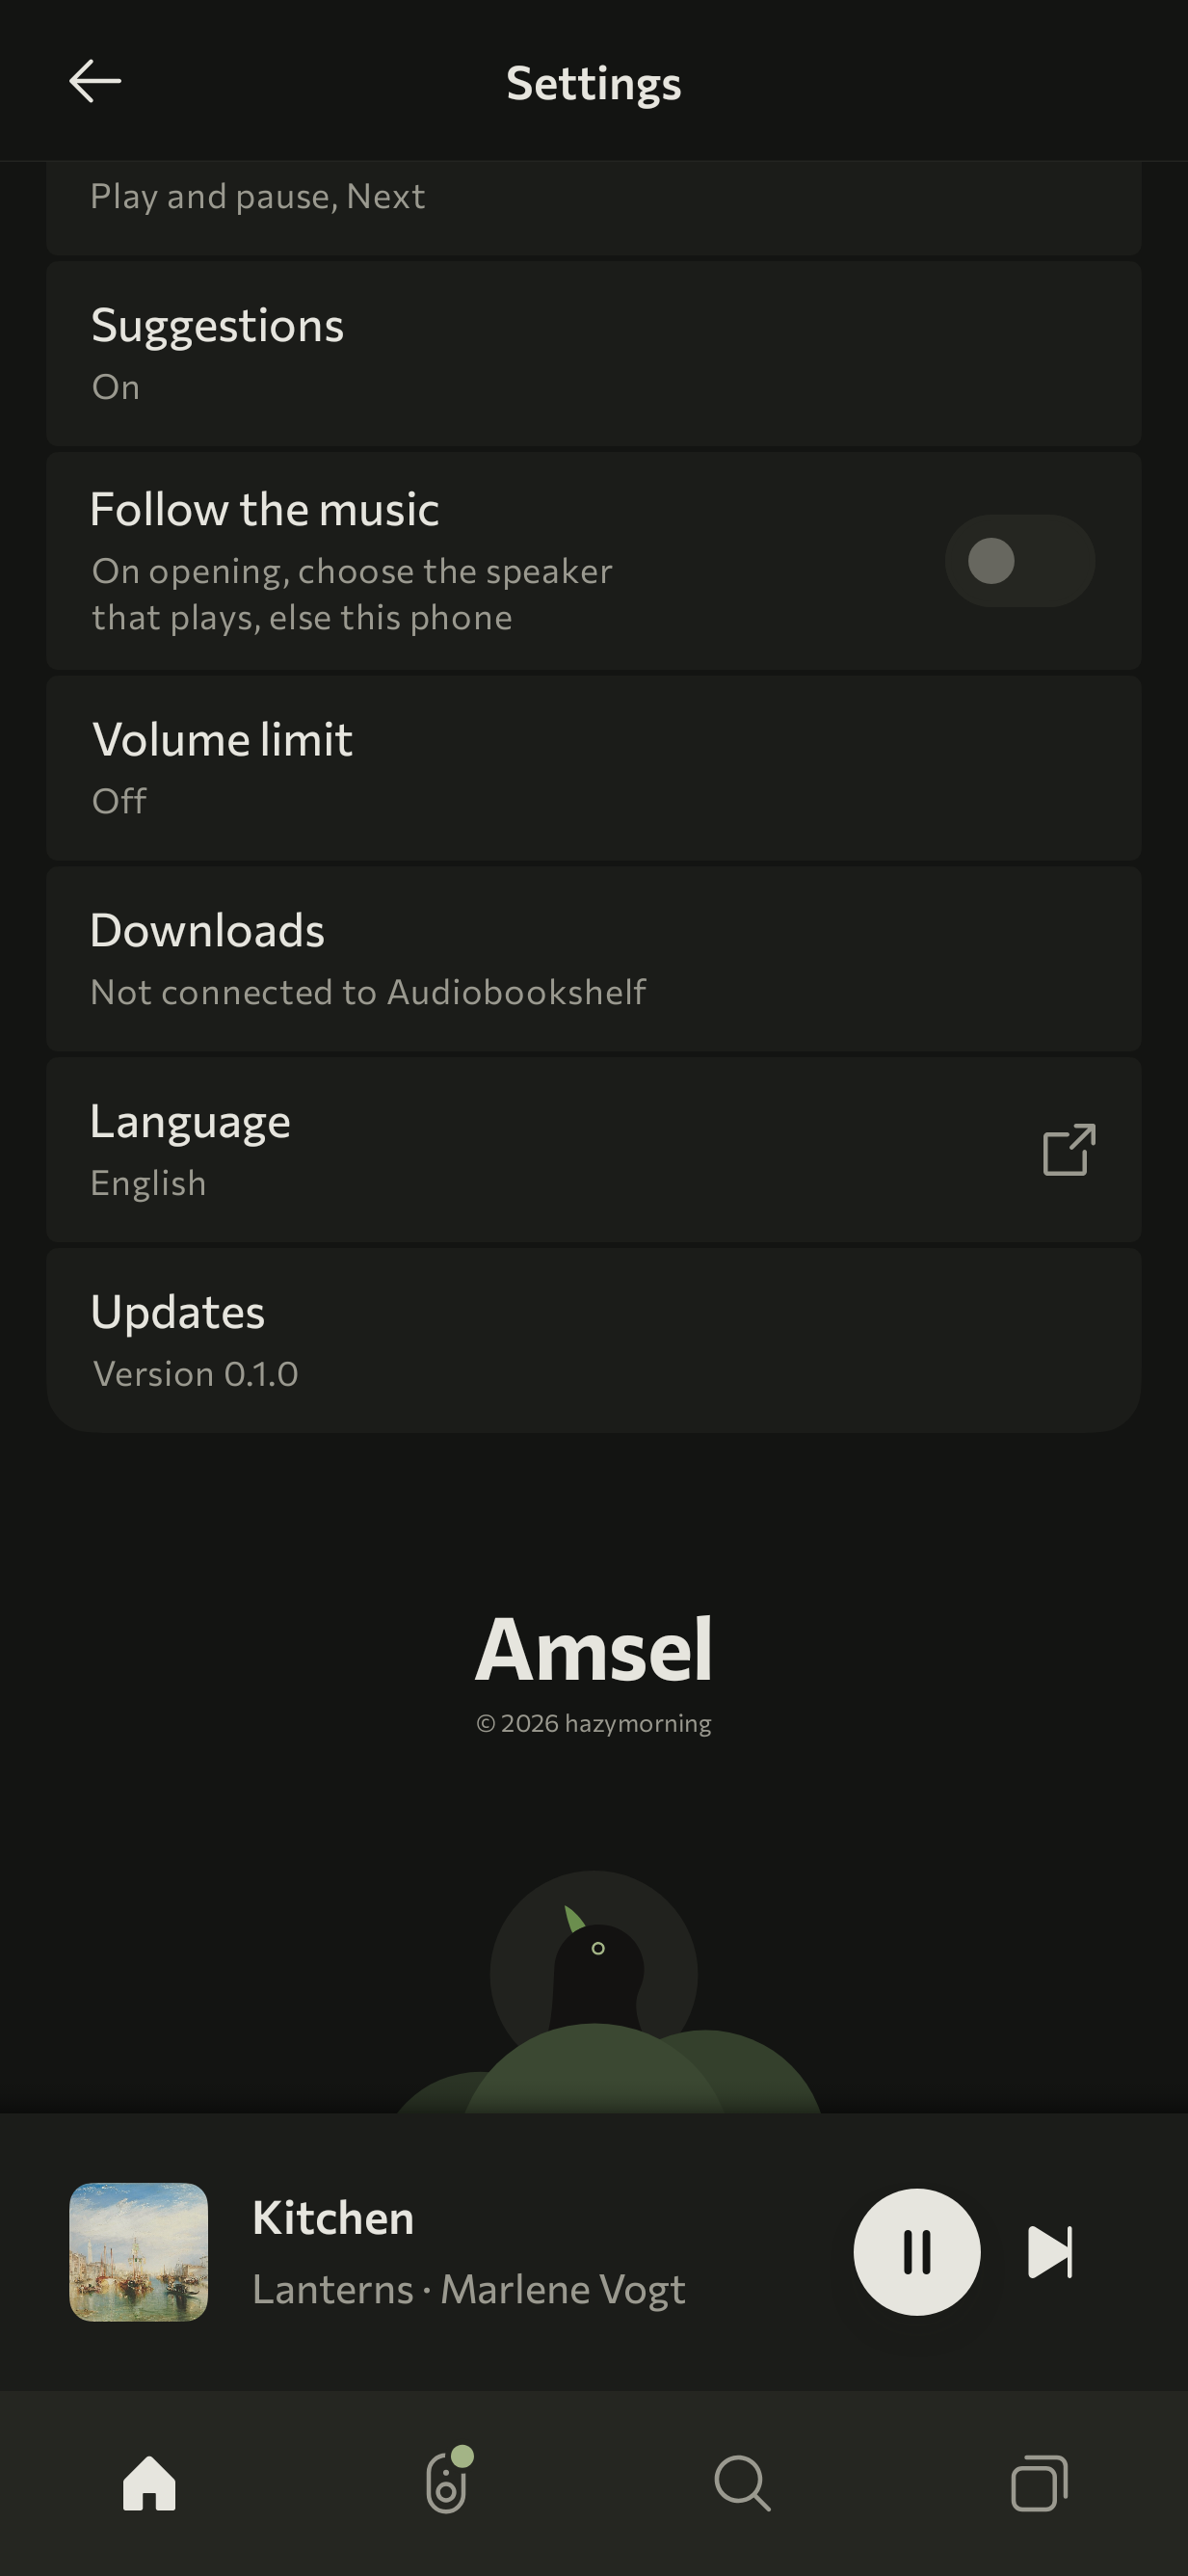 Settings
Play and pause, Next
Suggestions
On
Follow the music
On opening, choose the speaker
that plays, else this phone
Volume limit
Off
Downloads
Not connected to Audiobookshelf
Language
English
Updates
Version 0.1.0
Amsel
© 2026 hazymorning
Kitchen
Lanterns · Marlene Vogt